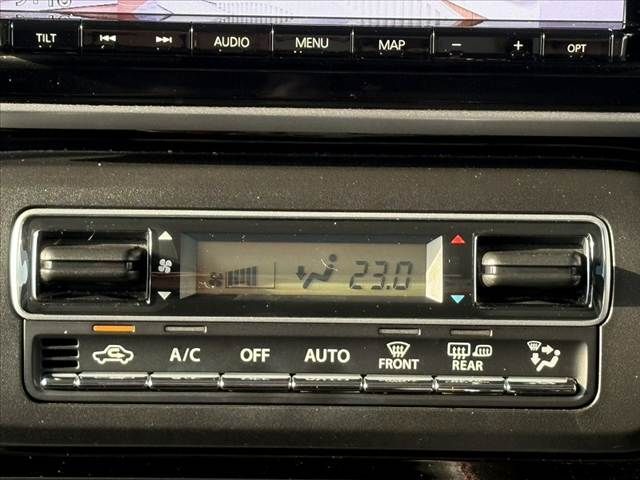 TILT AUDIO MENU MAP − + OPT
23.0
A/C OFF AUTO FRONT REAR